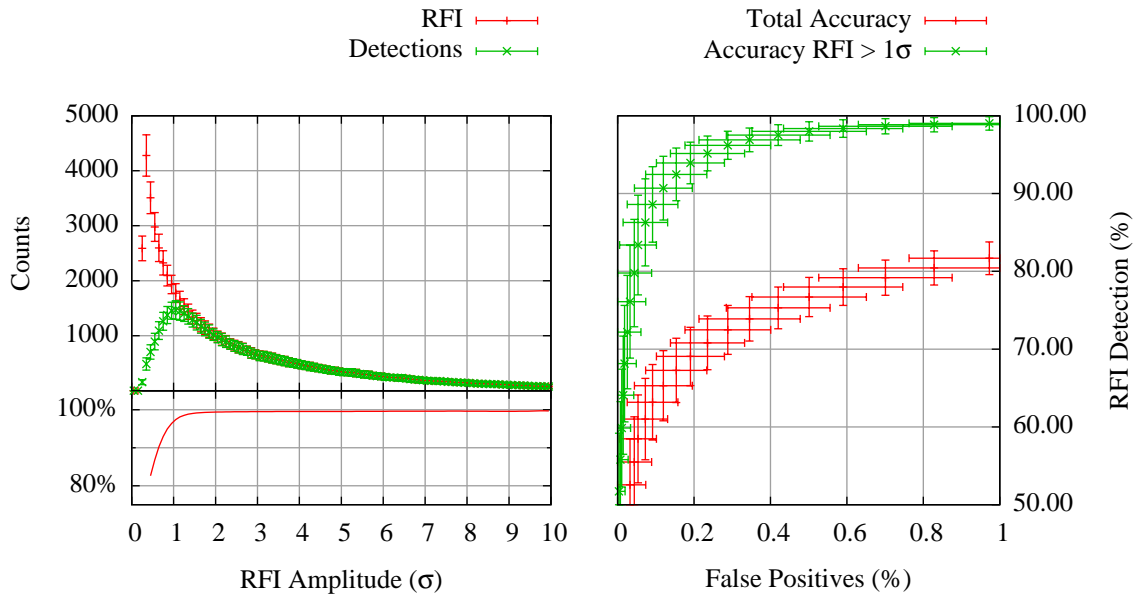 RFI
Detections
Total Accuracy
Accuracy RFI > 1σ
5000
4000
3000
2000
1000
0
100%
80%
Counts
0 1 2 3 4 5 6 7 8 9 10
RFI Amplitude (σ)
100.00
90.00
80.00
70.00
60.00
50.00
RFI Detection (%)
0 0.2 0.4 0.6 0.8 1
False Positives (%)